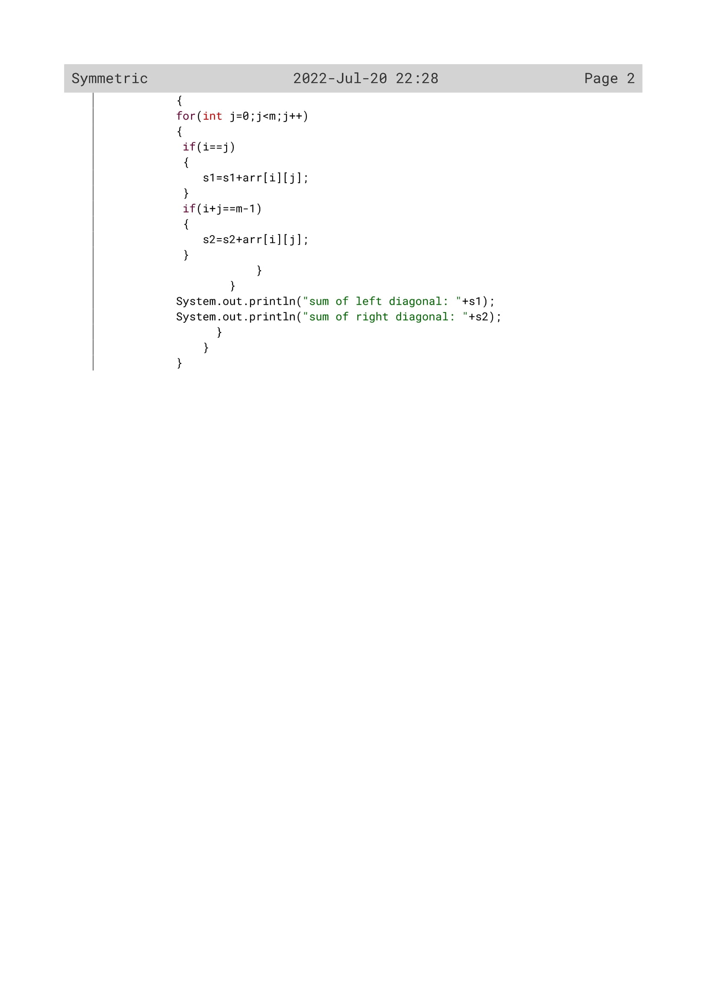 Symmetric 2022-Jul-20 22:28 Page 2
{
for(int j=0;j<m;j++)
{
if(i==j)
{
s1=s1+arr[i][j];
}
if(i+j==m-1)
{
s2=s2+arr[i][j];
}
}
}
System.out.println("sum of left diagonal: "+s1);
System.out.println("sum of right diagonal: "+s2);
}
}
}